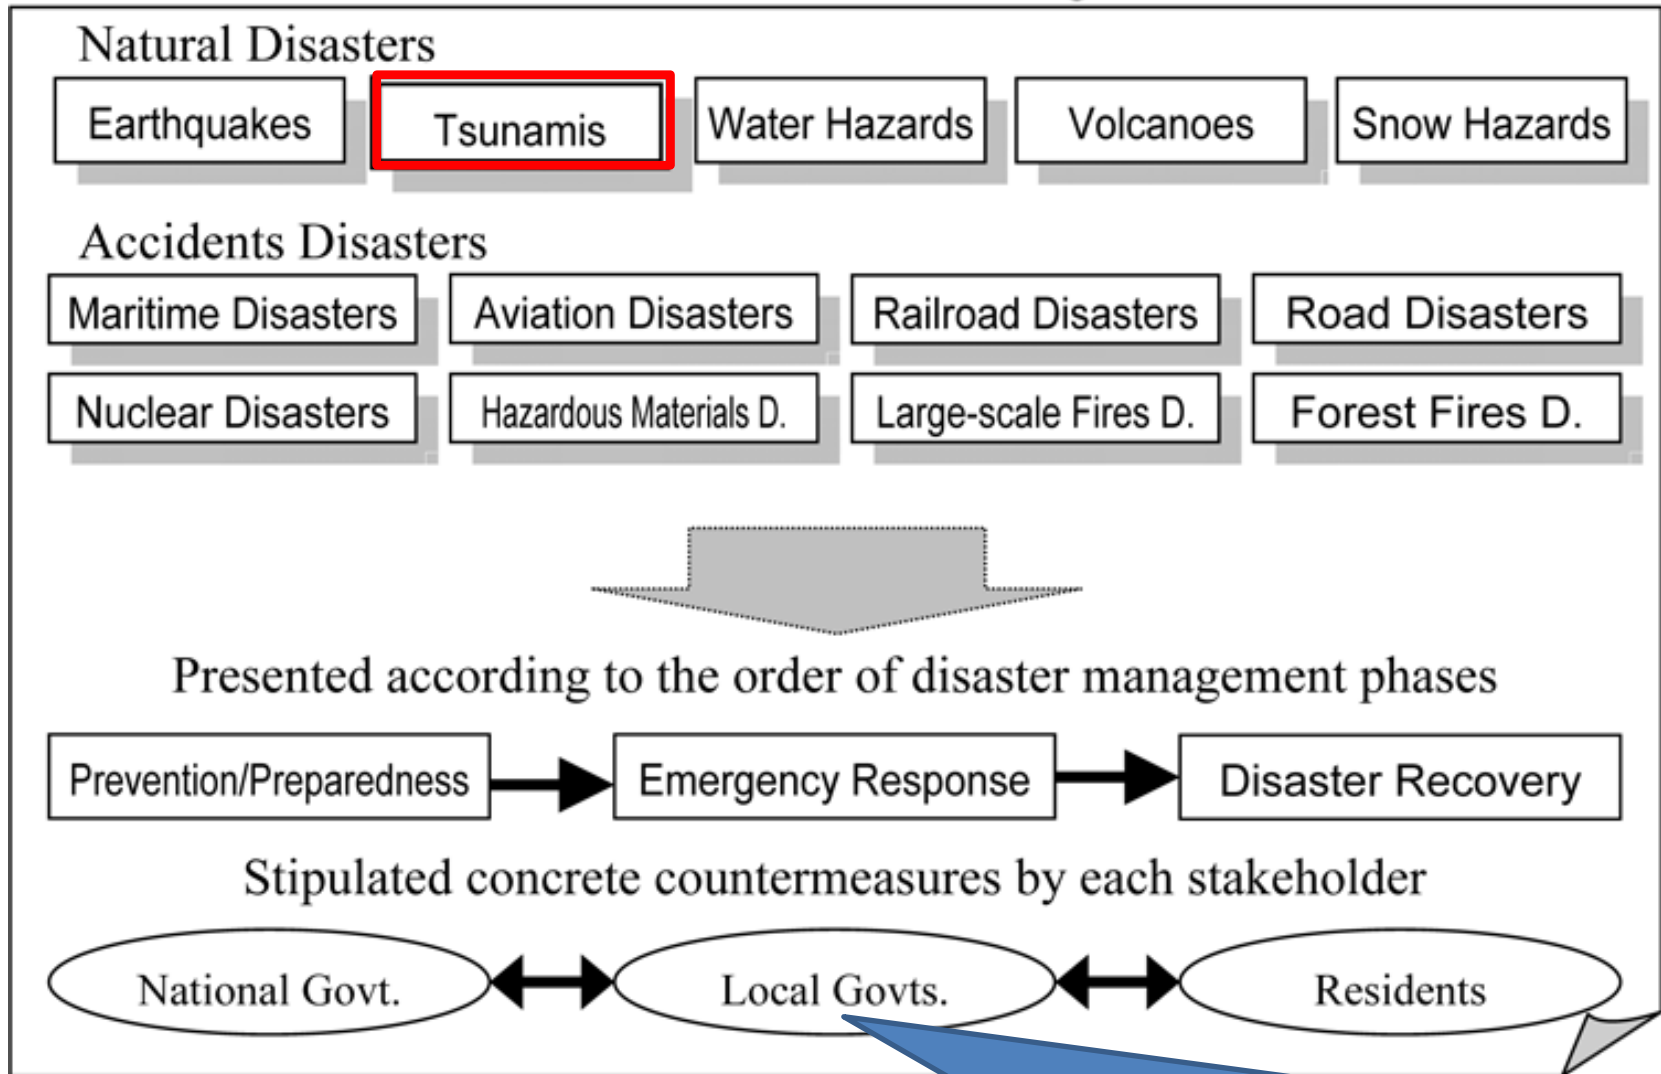 Natural Disasters
Earthquakes
Tsunamis
Water Hazards
Volcanoes
Snow Hazards
Accidents Disasters
Maritime Disasters
Aviation Disasters
Railroad Disasters
Road Disasters
Nuclear Disasters
Hazardous Materials D.
Large-scale Fires D.
Forest Fires D.
Presented according to the order of disaster management phases
Prevention/Preparedness
Emergency Response
Disaster Recovery
Stipulated concrete countermeasures by each stakeholder
National Govt.
Local Govts.
Residents